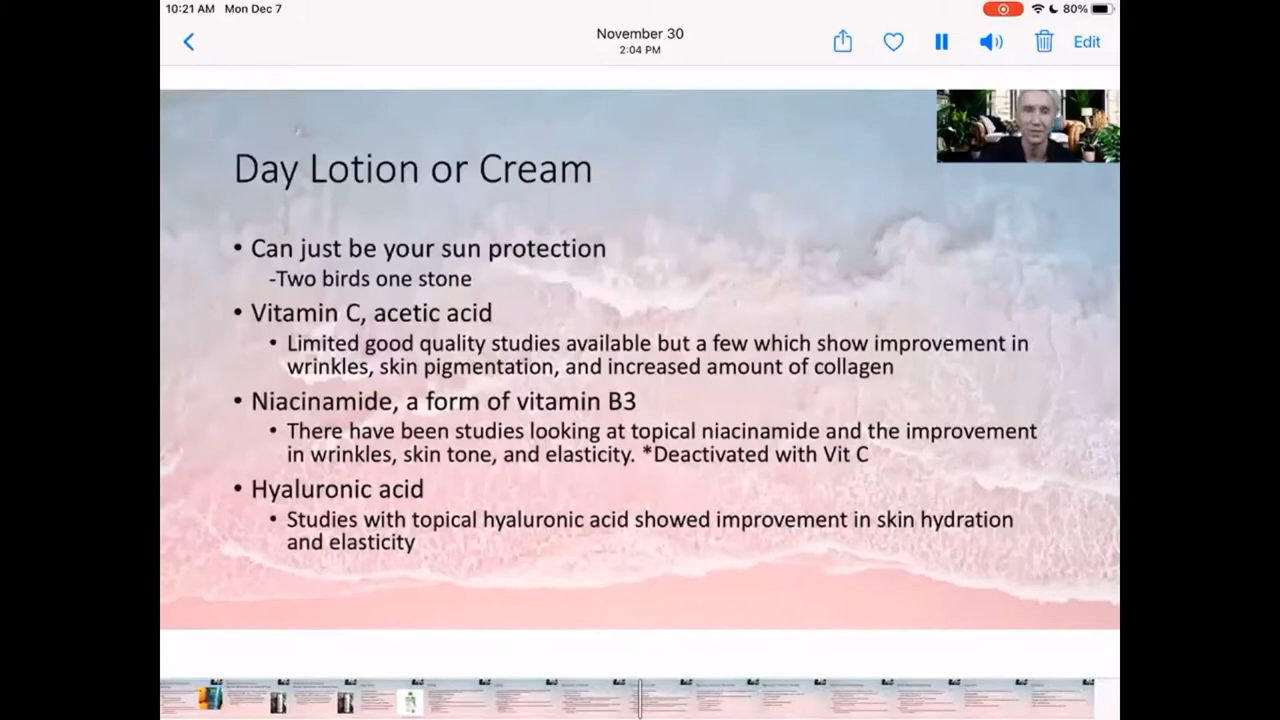 10:21 AM Mon Dec 7
80%
November 30
2:04 PM
Edit
Day Lotion or Cream
• Can just be your sun protection
-Two birds one stone
• Vitamin C, acetic acid
• Limited good quality studies available but a few which show improvement in
wrinkles, skin pigmentation, and increased amount of collagen
• Niacinamide, a form of vitamin B3
• There have been studies looking at topical niacinamide and the improvement
in wrinkles, skin tone, and elasticity. *Deactivated with Vit C
• Hyaluronic acid
• Studies with topical hyaluronic acid showed improvement in skin hydration
and elasticity